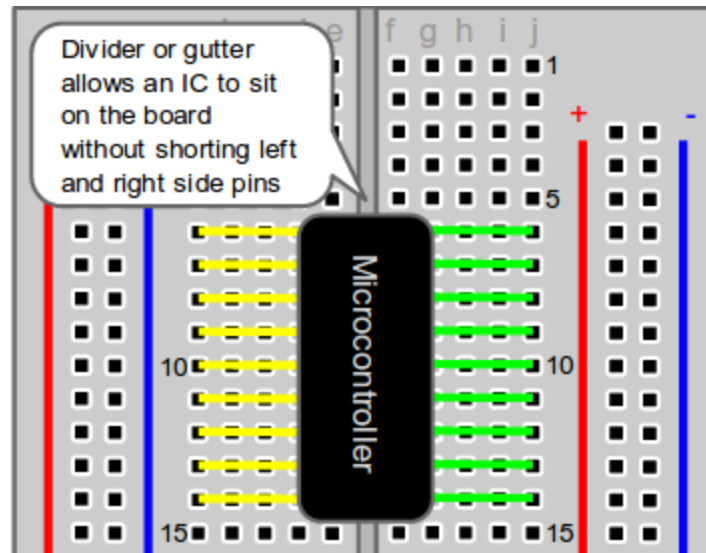 Divider or gutter
allows an IC to sit
on the board
without shorting left
and right side pins
e f g h i j
1
+ -
5
Microcontroller
10 10
15 15